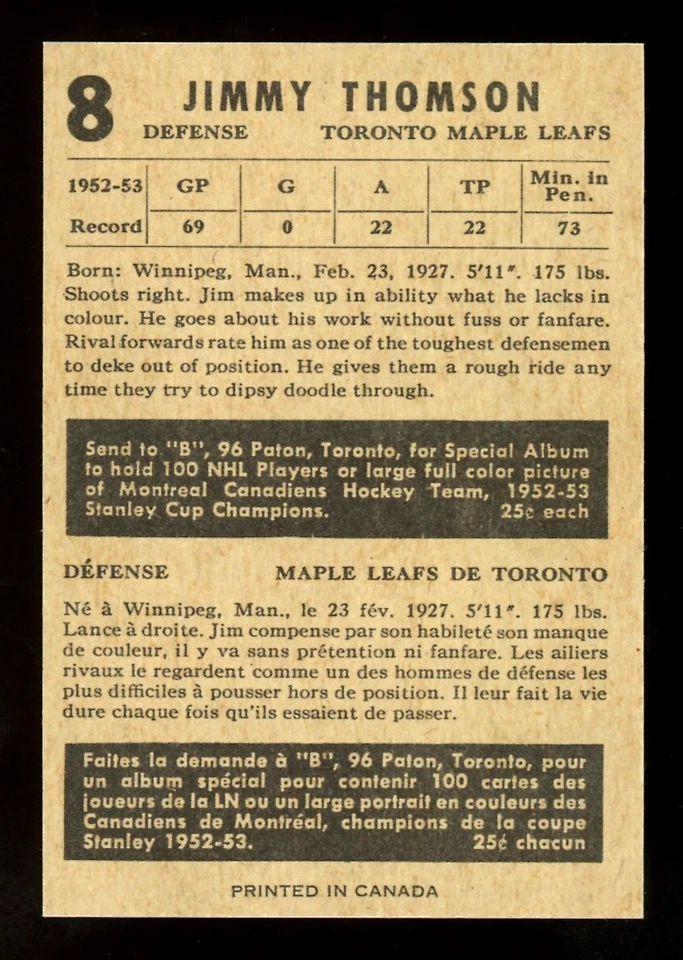 8 JIMMY THOMSON
DEFENSE TORONTO MAPLE LEAFS
1952-53 GP G A TP Min. in Pen.
Record 69 0 22 22 73
Born: Winnipeg, Man., Feb. 23, 1927. 5'11". 175 lbs.
Shoots right. Jim makes up in ability what he lacks in
colour. He goes about his work without fuss or fanfare.
Rival forwards rate him as one of the toughest defensemen
to deke out of position. He gives them a rough ride any
time they try to dipsy doodle through.
Send to "B", 96 Paton, Toronto, for Special Album
to hold 100 NHL Players or large full color picture
of Montreal Canadiens Hockey Team, 1952-53
Stanley Cup Champions. 25¢ each
DÉFENSE MAPLE LEAFS DE TORONTO
Né à Winnipeg, Man., le 23 fév. 1927. 5'11". 175 lbs.
Lance à droite. Jim compense par son habileté son manque
de couleur, il y va sans prétention ni fanfare. Les ailiers
rivaux le regardent comme un des hommes de défense les
plus difficiles à pousser hors de position. Il leur fait la vie
dure chaque fois qu'ils essaient de passer.
Faites la demande à "B", 96 Paton, Toronto, pour
un album spécial pour contenir 100 cartes des
joueurs de la LN ou un large portrait en couleurs des
Canadiens de Montréal, champions de la coupe
Stanley 1952-53. 25¢ chacun
PRINTED IN CANADA